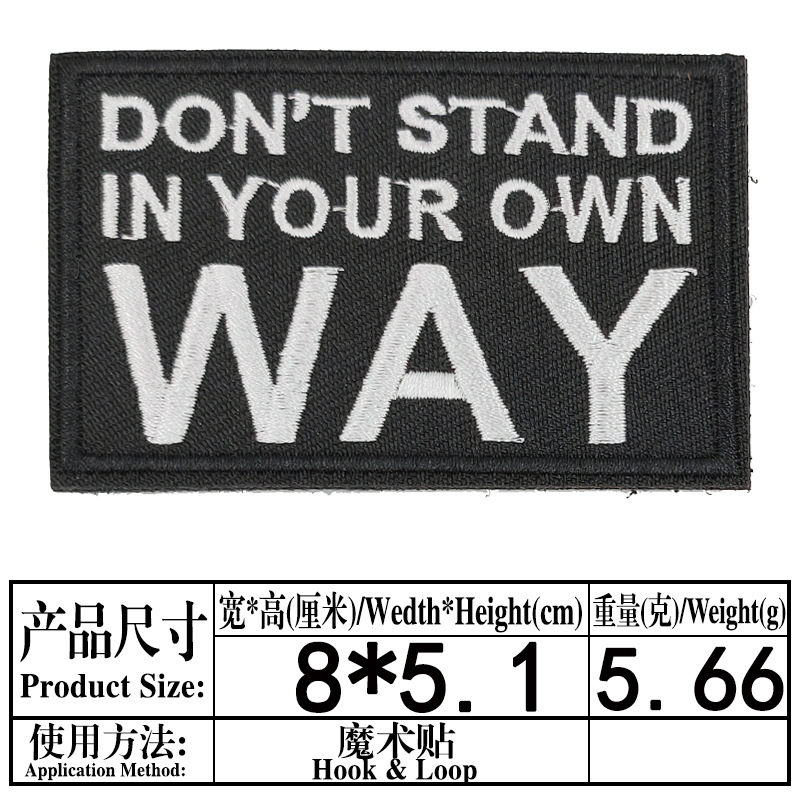 DON'T STAND
IN YOUR OWN
WAY
产品尺寸
Product Size:
宽*高(厘米)/Wedth*Height(cm)
重量(克)/Weight(g)
8*5.1
5.66
使用方法:
Application Method:
魔术贴
Hook & Loop